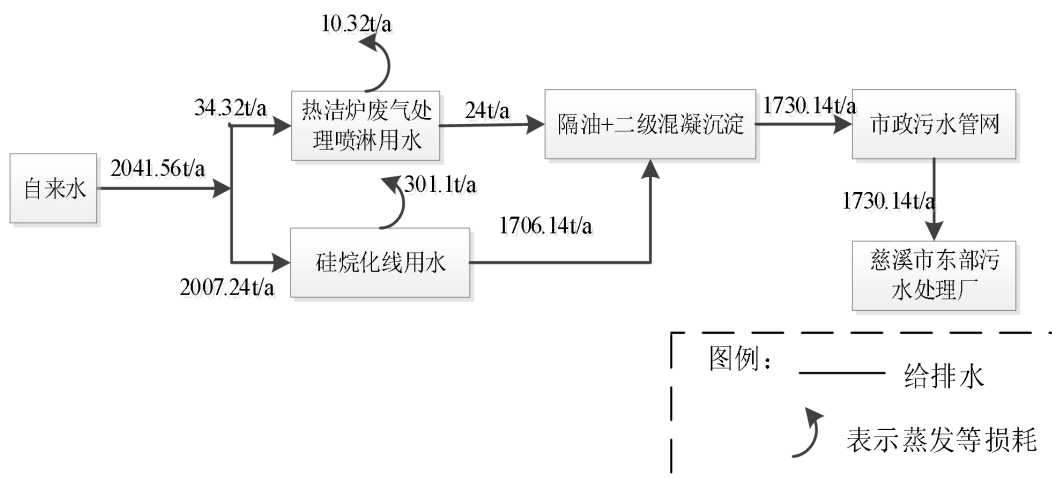 10.32t/a
34.32t/a
热洁炉废气处
理喷淋用水
24t/a
隔油+二级混凝沉淀
1730.14t/a
市政污水管网
自来水
2041.56t/a
301.1t/a
1706.14t/a
1730.14t/a
2007.24t/a
硅烷化线用水
慈溪市东部污
水处理厂
图例：
给排水
表示蒸发等损耗